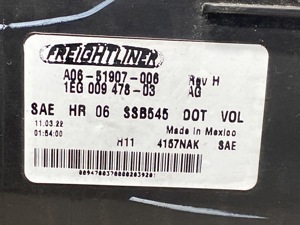 FREIGHTLINER
A06-51907-006 Rev H
1EG 009 476-03 AG
SAE HR 06 SSB545 DOT VOL
11.03.22 Made in Mexico
01:54:00
H11 4157NAK SAE